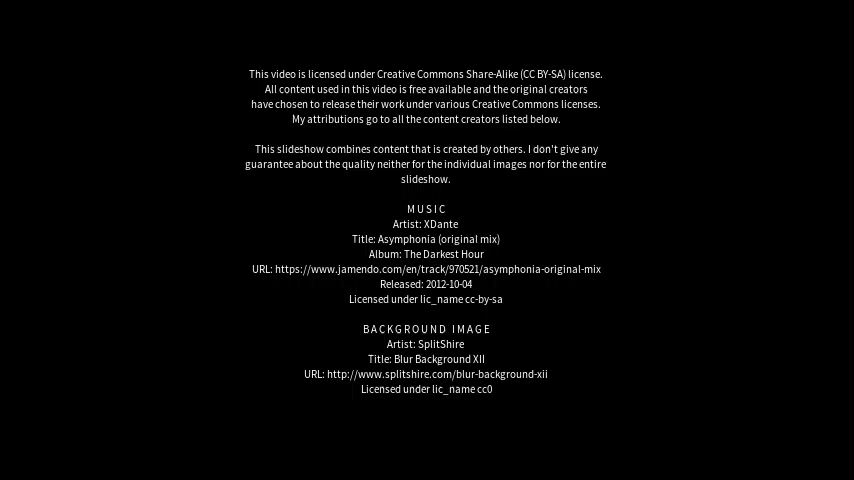 This video is licensed under Creative Commons Share-Alike (CC BY-SA) license.
All content used in this video is free available and the original creators
have chosen to release their work under various Creative Commons licenses.
My attributions go to all the content creators listed below.
This slideshow combines content that is created by others. I don't give any
guarantee about the quality neither for the individual images nor for the entire
slideshow.
MUSIC
Artist: XDante
Title: Asymphonia (original mix)
Album: The Darkest Hour
URL: https://www.jamendo.com/en/track/970521/asymphonia-original-mix
Released: 2012-10-04
Licensed under lic_name cc-by-sa
BACKGROUND IMAGE
Artist: SplitShire
Title: Blur Background XII
URL: http://www.splitshire.com/blur-background-xii
Licensed under lic_name cc0